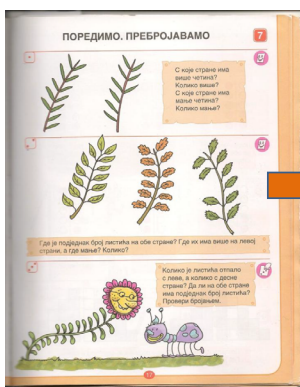 ПОРЕДИМО. ПРЕБРОЈАВАМО
7
С које стране има
више четина?
Колико више?
С које стране има
мање четина?
Колико мање?
Где је подједнак број листића на обе стране? Где их има више на левој
страни, а где мање? Колико?
Колико је листића отпало
с леве, а колико с десне
стране? Да ли на обе стране
има подједнак број листића?
Провери бројањем.